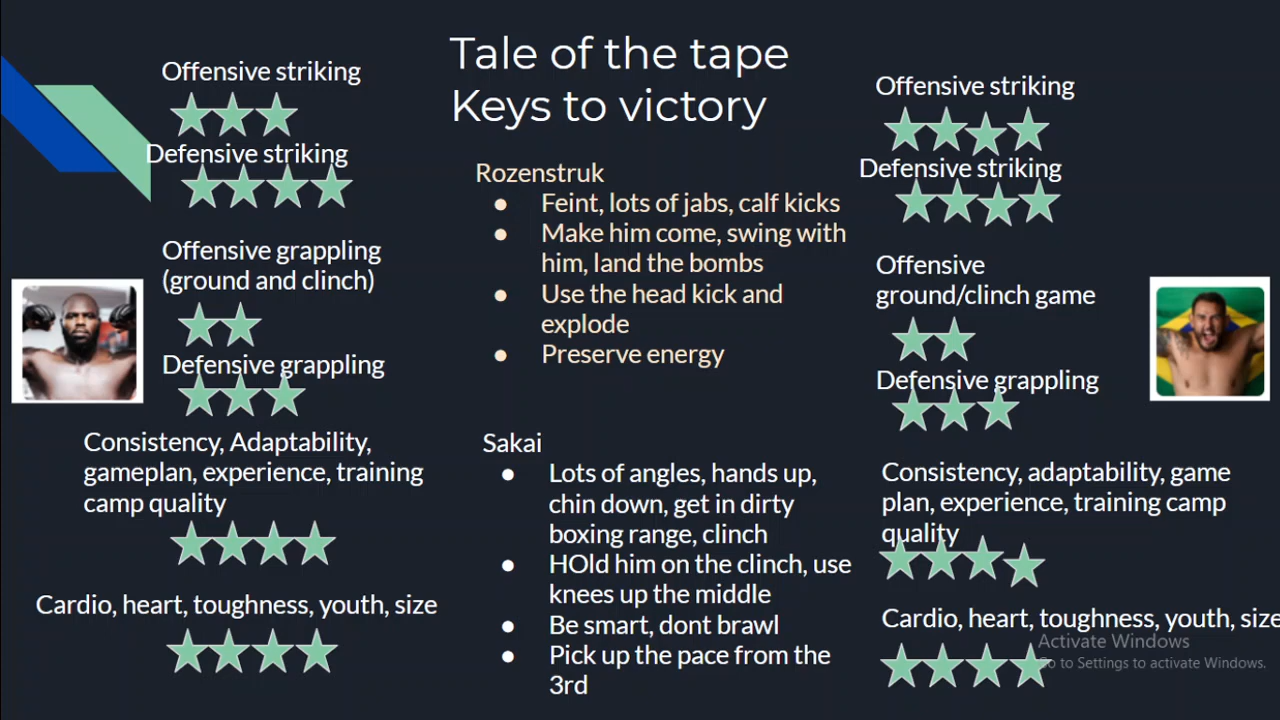 Tale of the tape
Keys to victory
Offensive striking
Defensive striking
Offensive grappling
(ground and clinch)
Defensive grappling
Consistency, Adaptability,
gameplan, experience, training
camp quality
Cardio, heart, toughness, youth, size
Rozenstruk
● Feint, lots of jabs, calf kicks
● Make him come, swing with
him, land the bombs
● Use the head kick and
explode
● Preserve energy
Sakai
● Lots of angles, hands up,
chin down, get in dirty
boxing range, clinch
● HOld him on the clinch, use
knees up the middle
● Be smart, dont brawl
● Pick up the pace from the
3rd
Offensive striking
Defensive striking
Offensive
ground/clinch game
Defensive grappling
Consistency, adaptability, game
plan, experience, training camp
quality
Cardio, heart, toughness, youth, size
Activate Windows
Go to Settings to activate Windows.